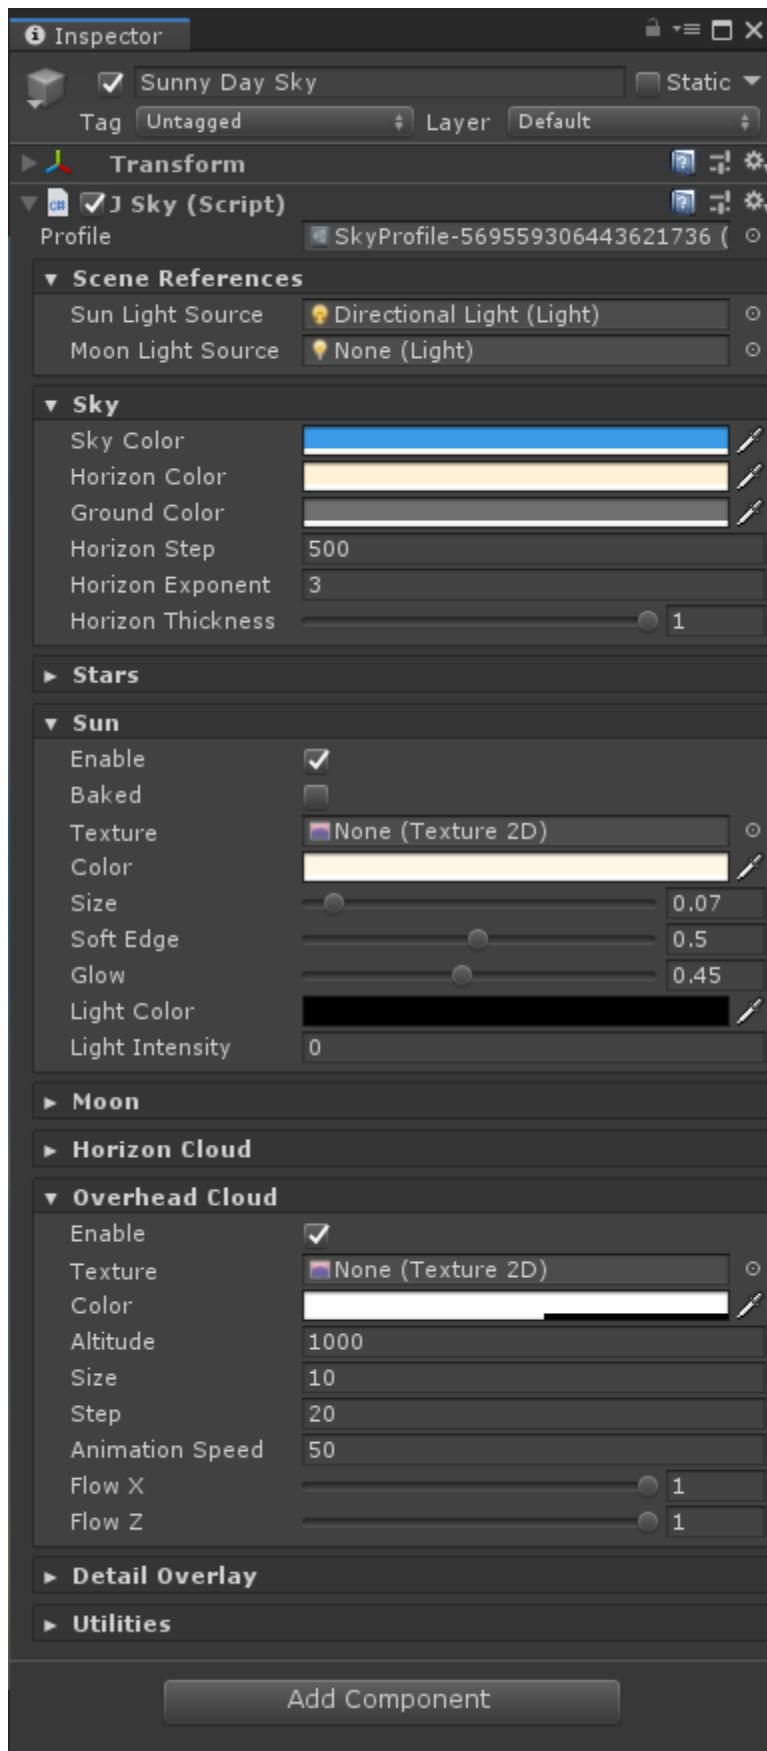 Inspector
Sunny Day Sky Static
Tag Untagged Layer Default
Transform
J Sky (Script)
Profile SkyProfile-569559306443621736 (
Scene References
Sun Light Source Directional Light (Light)
Moon Light Source None (Light)
Sky
Sky Color
Horizon Color
Ground Color
Horizon Step 500
Horizon Exponent 3
Horizon Thickness 1
Stars
Sun
Enable
Baked
Texture None (Texture 2D)
Color
Size 0.07
Soft Edge 0.5
Glow 0.45
Light Color
Light Intensity 0
Moon
Horizon Cloud
Overhead Cloud
Enable
Texture None (Texture 2D)
Color
Altitude 1000
Size 10
Step 20
Animation Speed 50
Flow X 1
Flow Z 1
Detail Overlay
Utilities
Add Component